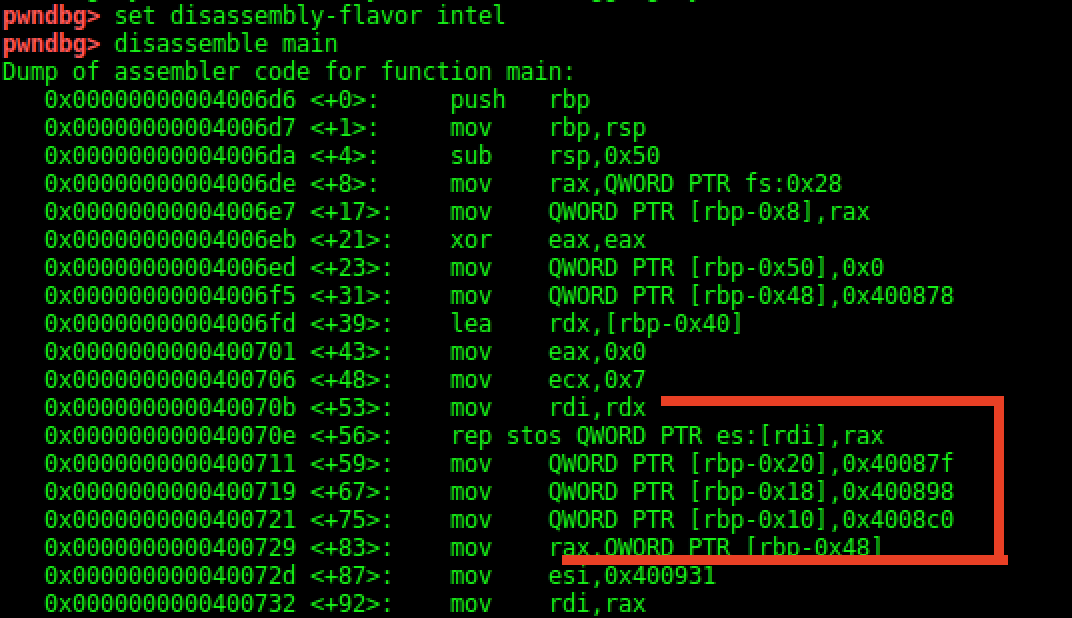 pwndbg> set disassembly-flavor intel
pwndbg> disassemble main
Dump of assembler code for function main:
0x00000000004006d6 <+0>: push rbp
0x00000000004006d7 <+1>: mov rbp,rsp
0x00000000004006da <+4>: sub rsp,0x50
0x00000000004006de <+8>: mov rax,QWORD PTR fs:0x28
0x00000000004006e7 <+17>: mov QWORD PTR [rbp-0x8],rax
0x00000000004006eb <+21>: xor eax,eax
0x00000000004006ed <+23>: mov QWORD PTR [rbp-0x50],0x0
0x00000000004006f5 <+31>: mov QWORD PTR [rbp-0x48],0x400878
0x00000000004006fd <+39>: lea rdx,[rbp-0x40]
0x0000000000400701 <+43>: mov eax,0x0
0x0000000000400706 <+48>: mov ecx,0x7
0x000000000040070b <+53>: mov rdi,rdx
0x000000000040070e <+56>: rep stos QWORD PTR es:[rdi],rax
0x0000000000400711 <+59>: mov QWORD PTR [rbp-0x20],0x40087f
0x0000000000400719 <+67>: mov QWORD PTR [rbp-0x18],0x400898
0x0000000000400721 <+75>: mov QWORD PTR [rbp-0x10],0x4008c0
0x0000000000400729 <+83>: mov rax,QWORD PTR [rbp-0x48]
0x000000000040072d <+87>: mov esi,0x400931
0x0000000000400732 <+92>: mov rdi,rax